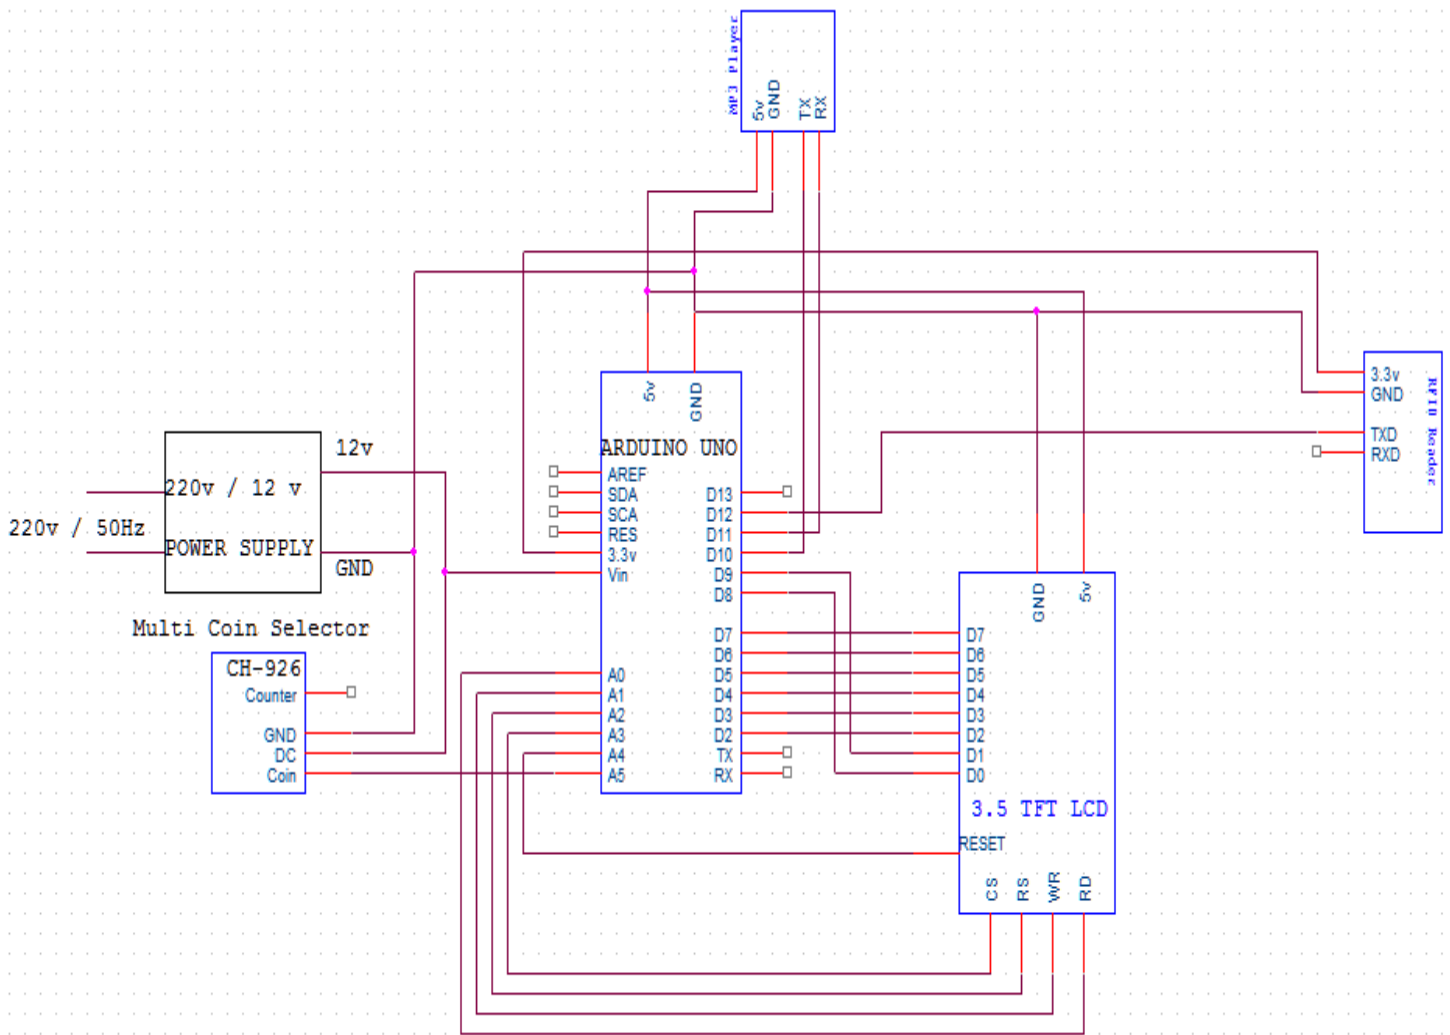 MP3 Player
5v
GND
TX
RX
5v
GND
ARDUINO UNO
AREF
SDA
SCA
RES
3.3v
Vin
A0
A1
A2
A3
A4
A5
D13
D12
D11
D10
D9
D8
D7
D6
D5
D4
D3
D2
TX
RX
3.3v
GND
TXD
RXD
RFID Reader
12v
220v / 12 v
220v / 50Hz
POWER SUPPLY
GND
Multi Coin Selector
CH-926
Counter
GND
DC
Coin
GND
5v
D7
D6
D5
D4
D3
D2
D1
D0
3.5 TFT LCD
RESET
CS
RS
WR
RD